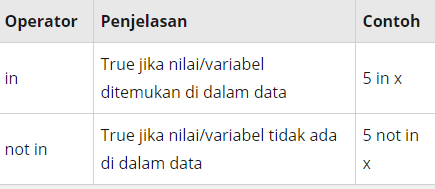 Operator Penjelasan Contoh
in True jika nilai/variabel ditemukan di dalam data 5 in x
not in True jika nilai/variabel tidak ada di dalam data 5 not in x